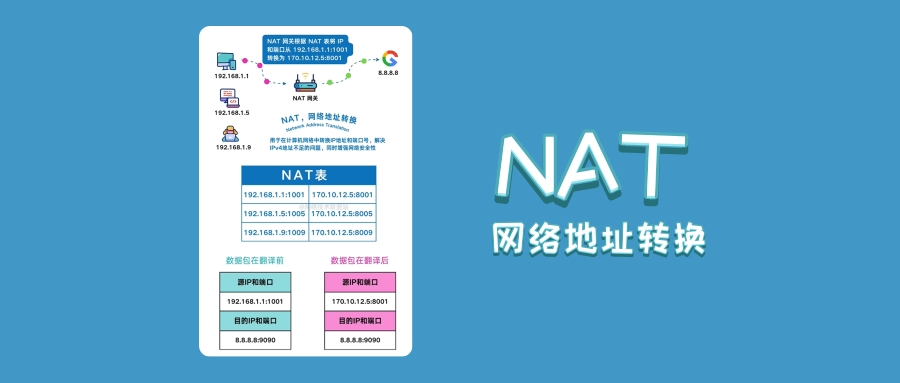 NAT 网关根据 NAT 表将 IP
和端口从 192.168.1.1:1001
转换为 170.10.12.5:8001
192.168.1.1
8.8.8.8
NAT 网关
192.168.1.5
192.168.1.9
NAT，网络地址转换
Network Address Translation
用于在计算机网络中转换IP地址和端口号，解决
IPv4地址不足的问题，同时增强网络安全性
NAT表
192.168.1.1:1001 170.10.12.5:8001
192.168.1.5:1005 170.10.12.5:8005
192.168.1.9:1009 170.10.12.5:8009
数据包在翻译前
源IP和端口
192.168.1.1:1001
目的IP和端口
8.8.8.8:9090
数据包在翻译后
源IP和端口
170.10.12.5:8001
目的IP和端口
8.8.8.8:9090
NAT
网络地址转换